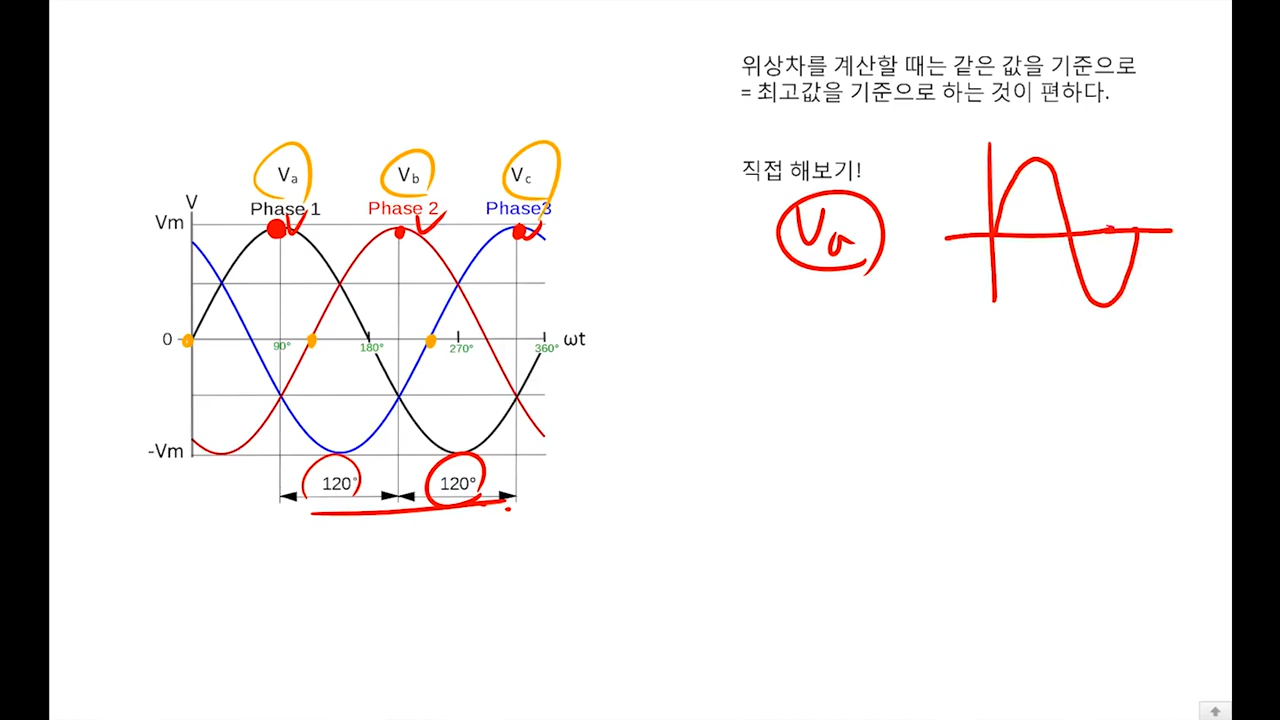 위상차를 계산할 때는 같은 값을 기준으로
= 최고값을 기준으로 하는 것이 편하다.
직접 해보기!
Va
Va Vb Vc
V
Phase 1 Phase 2 Phase3
Vm
0
90° 180° 270° 360°
ωt
-Vm
120° 120°